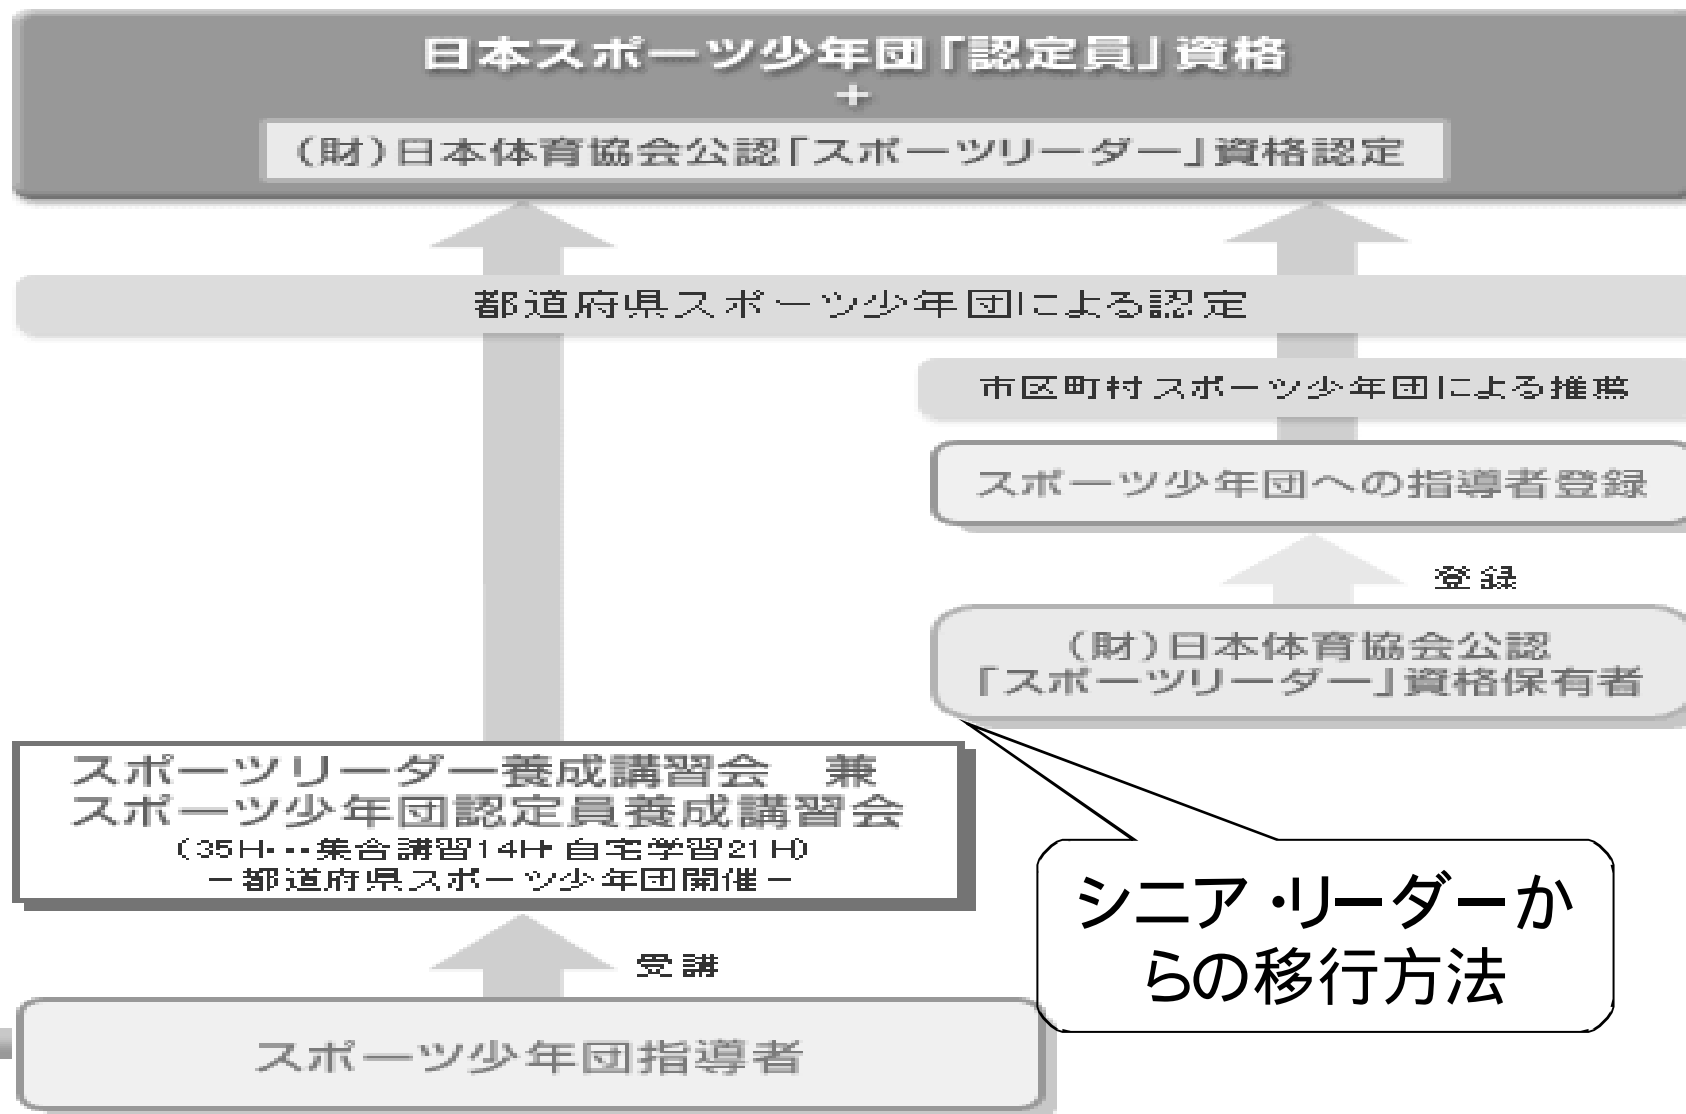 日本スポーツ少年団「認定員」資格
+
(財)日本体育協会公認「スポーツリーダー」資格認定
都道府県スポーツ少年団による認定
市区町村スポーツ少年団による推薦
スポーツ少年団への指導者登録
登録
(財)日本体育協会公認
「スポーツリーダー」資格保有者
スポーツリーダー養成講習会 兼
スポーツ少年団認定員養成講習会
(35H・・・集合講習14H+自宅学習21H)
－都道府県スポーツ少年団開催－
シニア・リーダーか
らの移行方法
受講
スポーツ少年団指導者